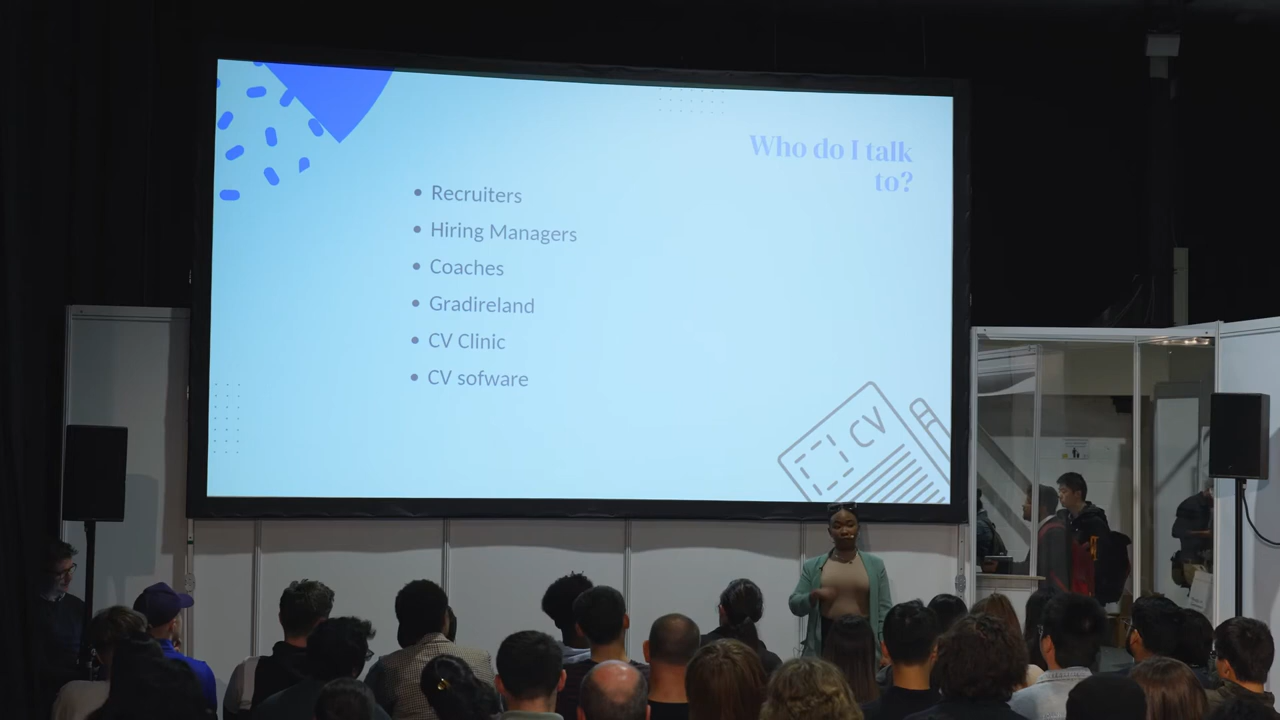 Who do I talk
to?
Recruiters
Hiring Managers
Coaches
Gradireland
CV Clinic
CV sofware
CV